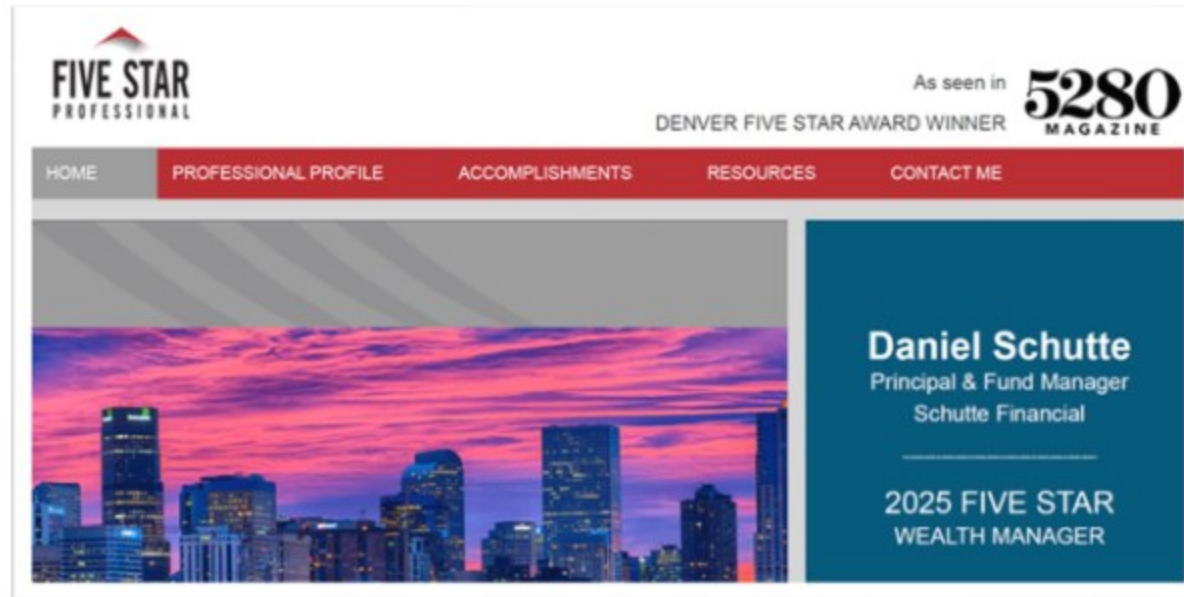 FIVE STAR
PROFESSIONAL
As seen in
5280
MAGAZINE
DENVER FIVE STAR AWARD WINNER
HOME PROFESSIONAL PROFILE ACCOMPLISHMENTS RESOURCES CONTACT ME
Daniel Schutte
Principal & Fund Manager
Schutte Financial
2025 FIVE STAR
WEALTH MANAGER